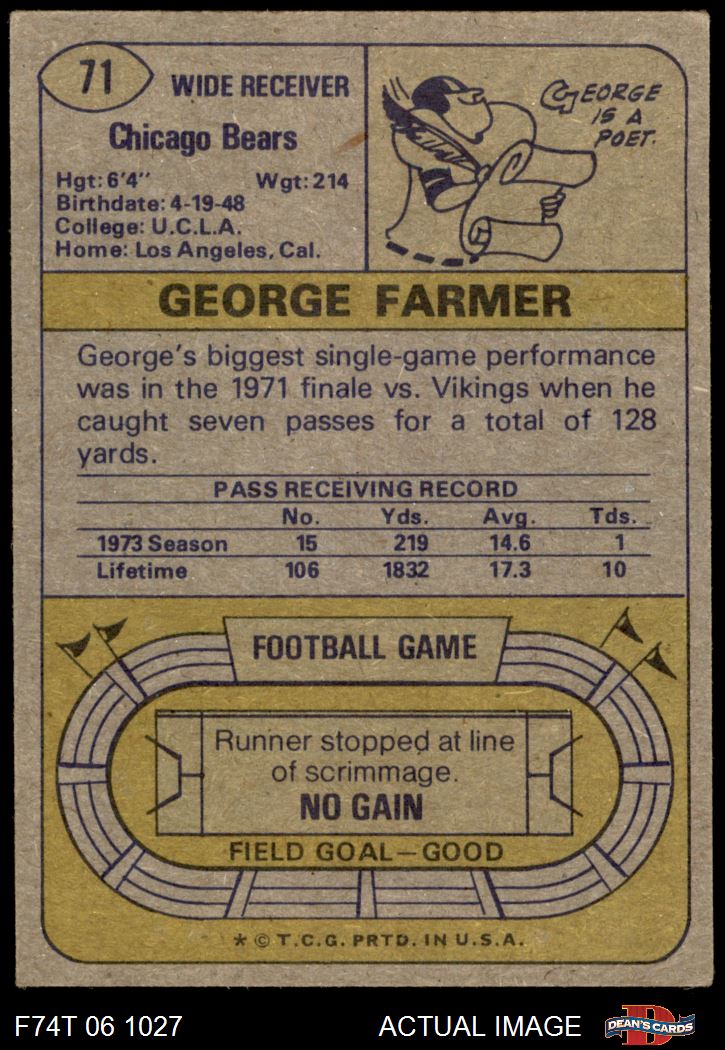 71
WIDE RECEIVER
Chicago Bears
Hgt: 6'4" Wgt: 214
Birthdate: 4-19-48
College: U.C.L.A.
Home: Los Angeles, Cal.
GEORGE
IS A
POET.
GEORGE FARMER
George's biggest single-game performance
was in the 1971 finale vs. Vikings when he
caught seven passes for a total of 128
yards.
PASS RECEIVING RECORD
No. Yds. Avg. Tds.
1973 Season 15 219 14.6 1
Lifetime 106 1832 17.3 10
FOOTBALL GAME
Runner stopped at line
of scrimmage.
NO GAIN
FIELD GOAL—GOOD
* © T.C.G. PRTD. IN U.S.A.
F74T 06 1027 ACTUAL IMAGE
D
DEAN'S CARDS